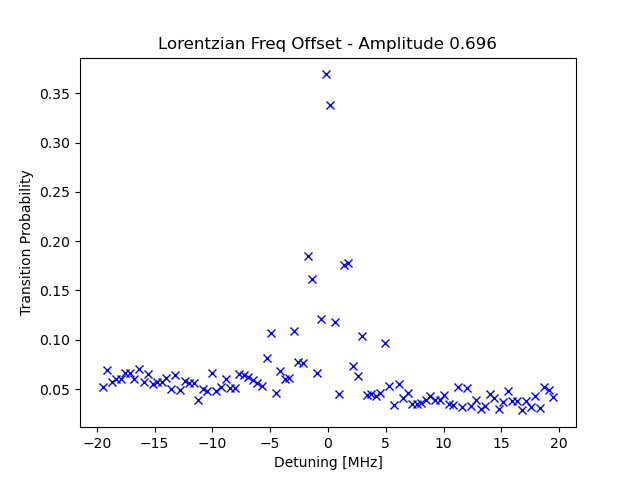 Lorentzian Freq Offset - Amplitude 0.696
Transition Probability
0.35
0.30
0.25
0.20
0.15
0.10
0.05
−20 −15 −10 −5 0 5 10 15 20
Detuning [MHz]